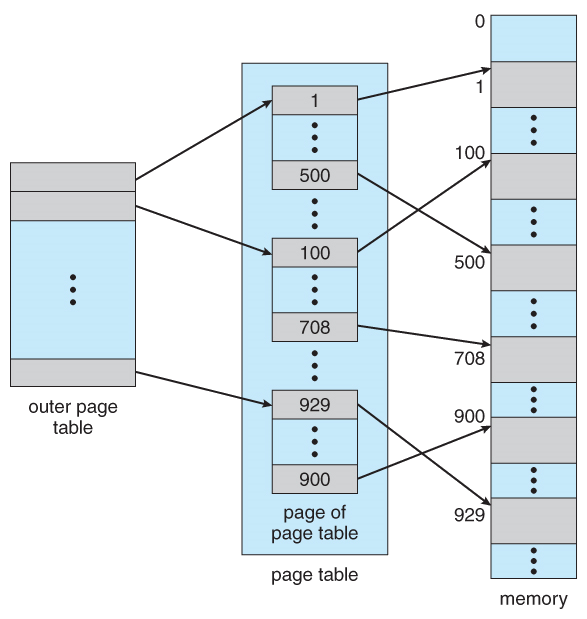 0
1
1
100
500
100
500
708
708
929
900
900
929
outer page
table
page of
page table
page table
memory